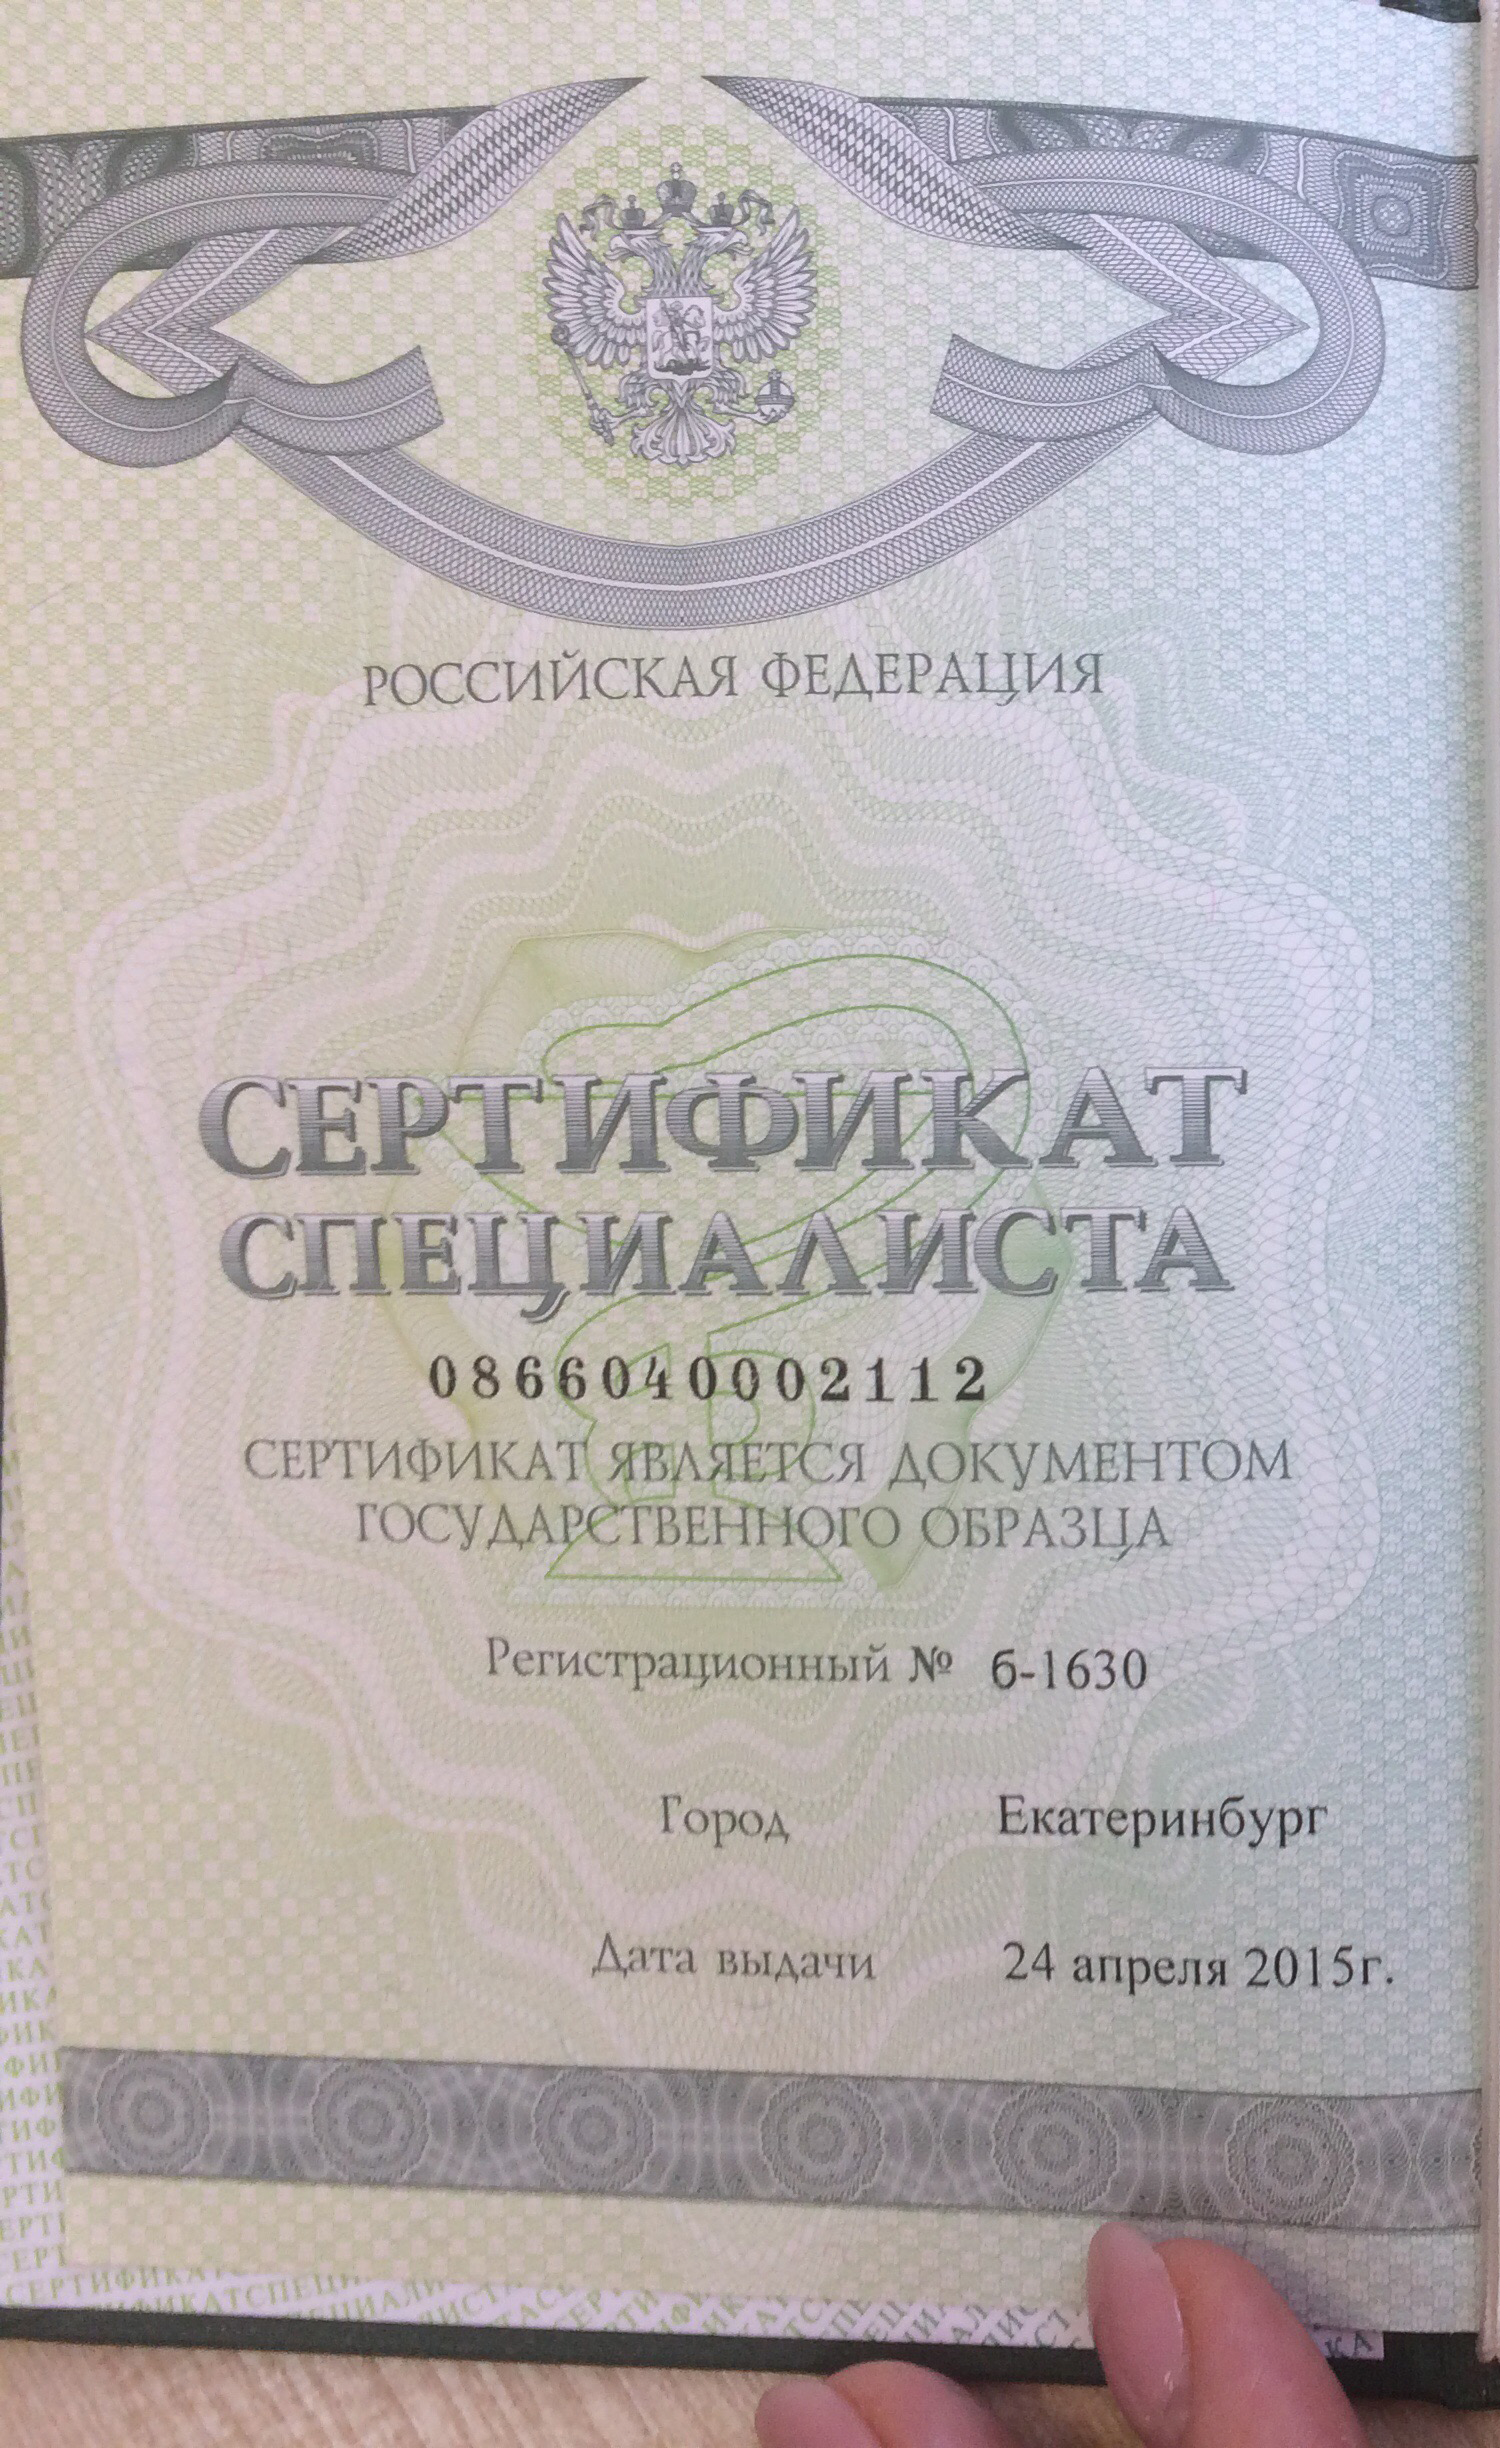 РОССИЙСКАЯ ФЕДЕРАЦИЯ
СЕРТИФИКАТ
СПЕЦИАЛИСТА
0866040002112
СЕРТИФИКАТ ЯВЛЯЕТСЯ ДОКУМЕНТОМ
ГОСУДАРСТВЕННОГО ОБРАЗЦА
Регистрационный № б-1630
Город Екатеринбург
Дата выдачи 24 апреля 2015г.